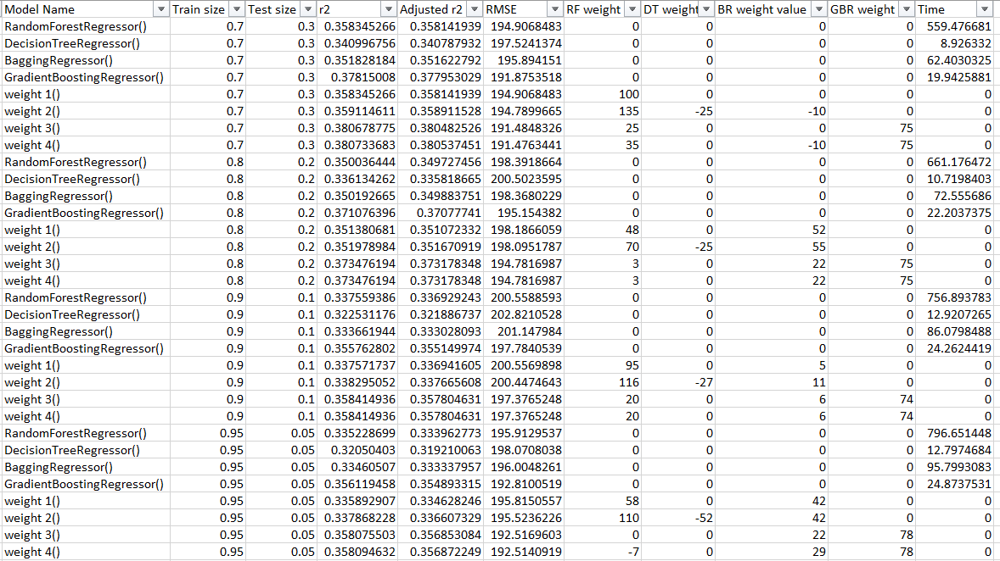 Model Name Train size Test size r2 Adjusted r2 RMSE RF weight DT weight BR weight value GBR weight Time
RandomForestRegressor() 0.7 0.3 0.358345266 0.358141939 194.9068483 0 0 0 0 559.476681
DecisionTreeRegressor() 0.7 0.3 0.340996756 0.340787932 197.5241374 0 0 0 0 8.926332
BaggingRegressor() 0.7 0.3 0.351828184 0.351622792 195.894151 0 0 0 0 62.4030325
GradientBoostingRegressor() 0.7 0.3 0.37815008 0.377953029 191.8753518 0 0 0 0 19.9425881
weight 1() 0.7 0.3 0.358345266 0.358141939 194.9068483 100 0 0 0 0
weight 2() 0.7 0.3 0.359114611 0.358911528 194.7899665 135 -25 -10 0 0
weight 3() 0.7 0.3 0.380678775 0.380482526 191.4848326 25 0 0 75 0
weight 4() 0.7 0.3 0.380733683 0.380537451 191.4763441 35 0 -10 75 0
RandomForestRegressor() 0.8 0.2 0.350036444 0.349727456 198.3918664 0 0 0 0 661.176472
DecisionTreeRegressor() 0.8 0.2 0.336134262 0.335818665 200.5023595 0 0 0 0 10.7198403
BaggingRegressor() 0.8 0.2 0.350192665 0.349883751 198.3680229 0 0 0 0 72.555686
GradientBoostingRegressor() 0.8 0.2 0.371076396 0.37077741 195.154382 0 0 0 0 22.2037375
weight 1() 0.8 0.2 0.351380681 0.351072332 198.1866059 48 0 52 0 0
weight 2() 0.8 0.2 0.351978984 0.351670919 198.0951787 70 -25 55 0 0
weight 3() 0.8 0.2 0.373476194 0.373178348 194.7816987 3 0 22 75 0
weight 4() 0.8 0.2 0.373476194 0.373178348 194.7816987 3 0 22 75 0
RandomForestRegressor() 0.9 0.1 0.337559386 0.336929243 200.5588593 0 0 0 0 756.893783
DecisionTreeRegressor() 0.9 0.1 0.322531176 0.321886737 202.8210528 0 0 0 0 12.9207265
BaggingRegressor() 0.9 0.1 0.333661944 0.333028093 201.147984 0 0 0 0 86.0798488
GradientBoostingRegressor() 0.9 0.1 0.355762802 0.355149974 197.7840539 0 0 0 0 24.2624419
weight 1() 0.9 0.1 0.337571737 0.336941605 200.5569898 95 0 5 0 0
weight 2() 0.9 0.1 0.338295052 0.337665608 200.4474643 116 -27 11 0 0
weight 3() 0.9 0.1 0.358414936 0.357804631 197.3765248 20 0 6 74 0
weight 4() 0.9 0.1 0.358414936 0.357804631 197.3765248 20 0 6 74 0
RandomForestRegressor() 0.95 0.05 0.335228699 0.333962773 195.9129537 0 0 0 0 796.651448
DecisionTreeRegressor() 0.95 0.05 0.32050403 0.319210063 198.0708038 0 0 0 0 12.7974684
BaggingRegressor() 0.95 0.05 0.33460507 0.333337957 196.0048261 0 0 0 0 95.7993083
GradientBoostingRegressor() 0.95 0.05 0.356119458 0.354893315 192.8100519 0 0 0 0 24.8737531
weight 1() 0.95 0.05 0.335892907 0.334628246 195.8150557 58 0 42 0 0
weight 2() 0.95 0.05 0.337868228 0.336607329 195.5236226 110 -52 42 0 0
weight 3() 0.95 0.05 0.358075503 0.356853084 192.5169603 0 0 22 78 0
weight 4() 0.95 0.05 0.358094632 0.356872249 192.5140919 -7 0 29 78 0